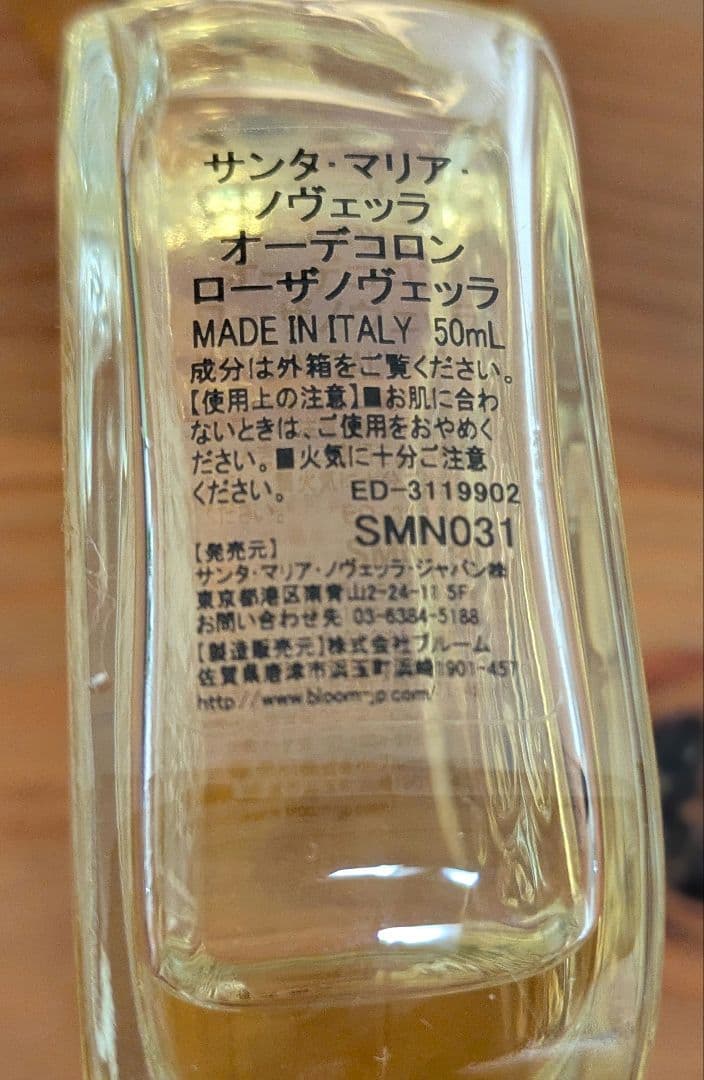 サンタ・マリア・
ノヴェッラ
オーデコロン
ローザノヴェッラ
MADE IN ITALY 50mL
成分は外箱をご覧ください。
【使用上の注意】■お肌に合わ
ないときは、ご使用をおやめく
ださい。■火気に十分ご注意
ください。 ED-3119902
SMN031
【発売元】
サンタ・マリア・ノヴェッラ・ジャパン㈱
東京都港区南青山2-24-11 5F
お問い合わせ先 03-6384-5188
【製造販売元】株式会社ブルーム
佐賀県唐津市浜玉町浜崎1901-457
http://www.bloom-jp.com/